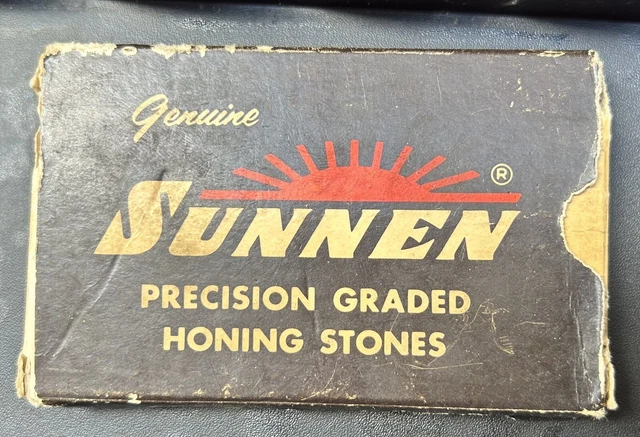 Genuine
SUNNEN ®
PRECISION GRADED
HONING STONES